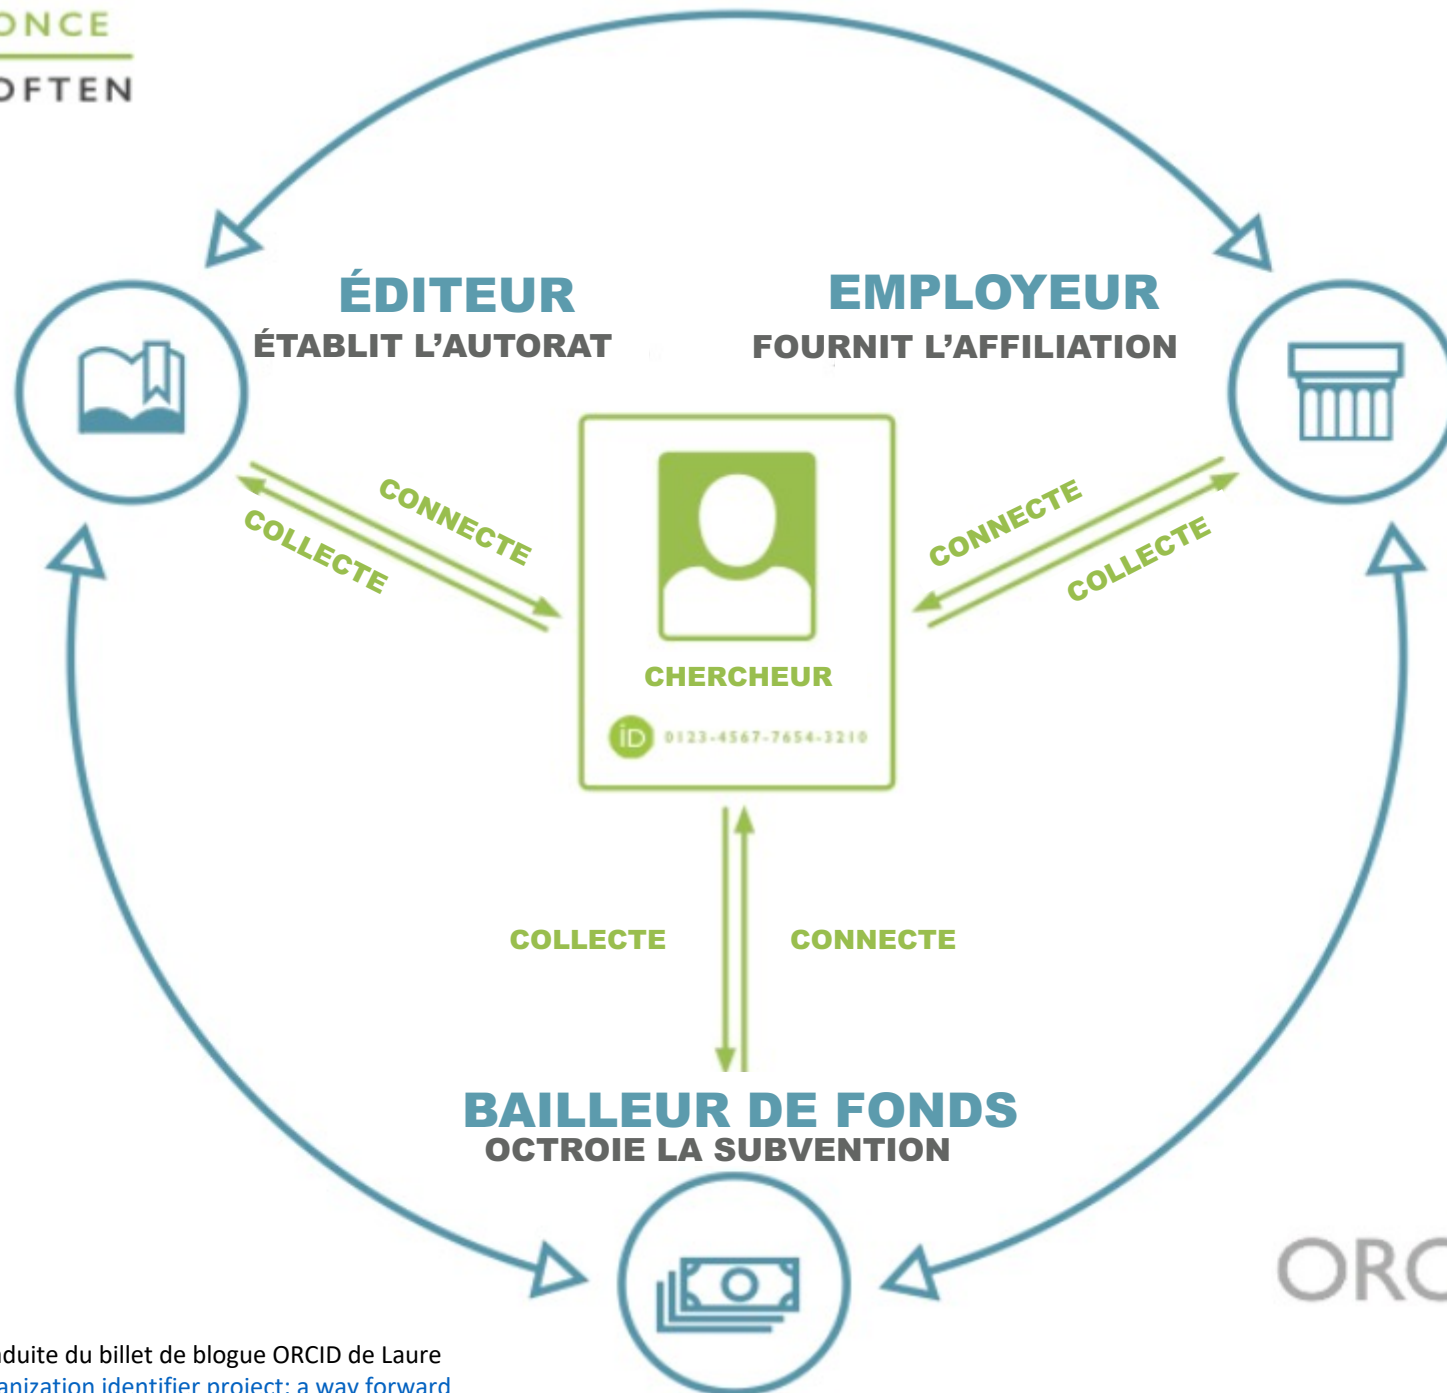 ONCE
OFTEN
ÉDITEUR
ÉTABLIT L’AUTORAT
EMPLOYEUR
FOURNIT L’AFFILIATION
CONNECTE
COLLECTE
CONNECTE
COLLECTE
CHERCHEUR
iD 0123-4567-7654-3210
COLLECTE
CONNECTE
BAILLEUR DE FONDS
OCTROIE LA SUBVENTION
ORC
duite du billet de blogue ORCID de Laure
anization identifier project: a way forward